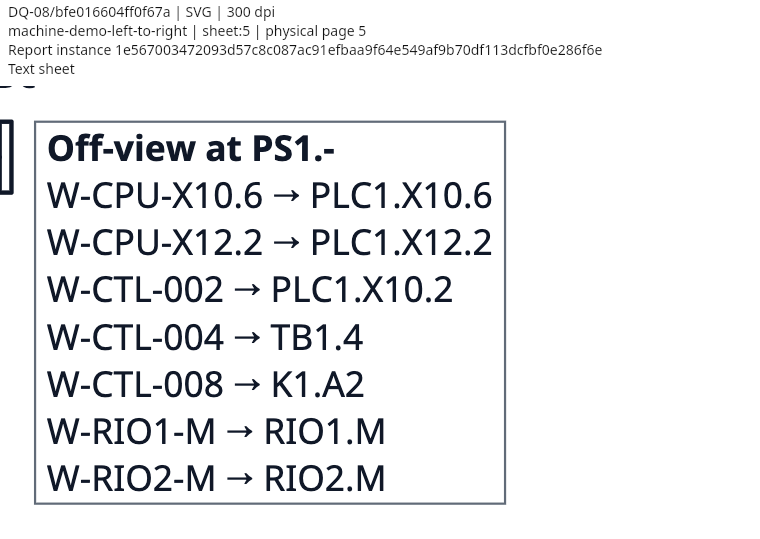 DQ-08/bfe016604ff0f67a | SVG | 300 dpi
machine-demo-left-to-right | sheet:5 | physical page 5
Report instance 1e567003472093d57c8c087ac91efbaa9f64e549af9b70df113dcfbf0e286f6e
Text sheet
Off-view at PS1.-
W-CPU-X10.6 → PLC1.X10.6
W-CPU-X12.2 → PLC1.X12.2
W-CTL-002 → PLC1.X10.2
W-CTL-004 → TB1.4
W-CTL-008 → K1.A2
W-RIO1-M → RIO1.M
W-RIO2-M → RIO2.M